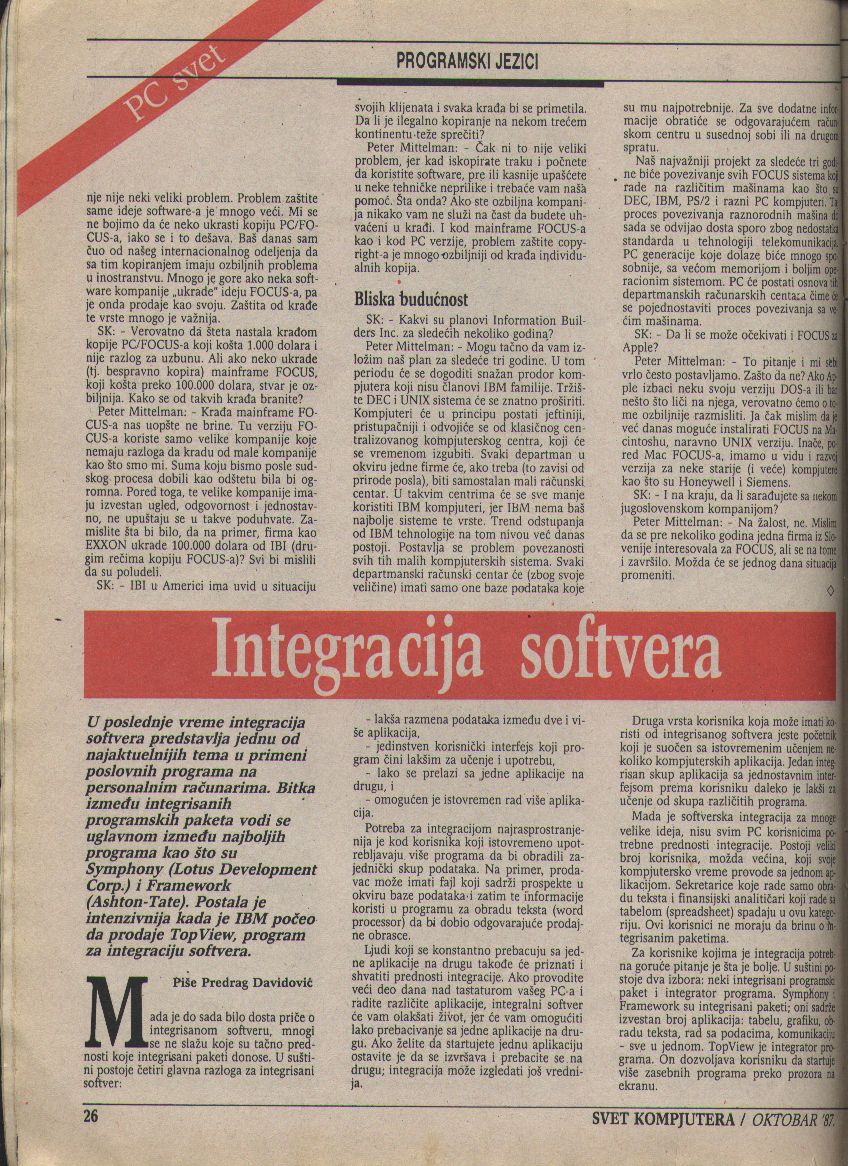 PC svet
PROGRAMSKI JEZICI
nje nije neki veliki problem. Problem zaštite
same ideje software-a je mnogo veći. Mi se
ne bojimo da će neko ukrasti kopiju PC/FO-
CUS-a, iako se i to dešava. Baš danas sam
čuo od našeg internacionalnog odeljenja da
sa tim kopiranjem imaju ozbiljnih problema
u inostranstvu. Mnogo je gore ako neka soft-
ware kompanije „ukrade" ideju FOCUS-a, pa
je onda prodaje kao svoju. Zaštita od krađe
te vrste mnogo je važnija.
SK: - Verovatno da šteta nastala krađom
kopije PC/FOCUS-a koji košta 1.000 dolara i
nije razlog za uzbunu. Ali ako neko ukrade
(tj. bespravno kopira) mainframe FOCUS,
koji košta preko 100.000 dolara, stvar je oz-
biljnija. Kako se od takvih krađa branite?
Peter Mittelman: - Krađa mainframe FO-
CUS-a nas uopšte ne brine. Tu verziju FO-
CUS-a koriste samo velike kompanije koje
nemaju razloga da kradu od male kompanije
kao što smo mi. Suma koju bismo posle sud-
skog procesa dobili kao odštetu bila bi og-
romna. Pored toga, te velike kompanije ima-
ju izvestan ugled, odgovornost i jednostav-
no, ne upuštaju se u takve poduhvate. Za-
mislite šta bi bilo, da na primer, firma kao
EXXON ukrade 100.000 dolara od IBI (dru-
gim rečima kopiju FOCUS-a)? Svi bi mislili
da su poludeli.
SK: - IBI u Americi ima uvid u situaciju
svojih klijenata i svaka krađa bi se primetila.
Da li je ilegalno kopiranje na nekom trećem
kontinentu teže sprečiti?
Peter Mittelman: - Čak ni to nije veliki
problem, jer kad iskopirate traku i počnete
da koristite software, pre ili kasnije upašćete
u neke tehničke neprilike i trebaće vam naša
pomoć. Šta onda? Ako ste ozbiljna kompani-
ja nikako vam ne služi na čast da budete uh-
vaćeni u krađi. I kod mainframe FOCUS-a
kao i kod PC verzije, problem zaštite copy-
right-a je mnogo ozbiljniji od krađa individu-
alnih kopija.
Bliska budućnost
SK: - Kakvi su planovi Information Buil-
ders Inc. za sledećih nekoliko godina?
Peter Mittelman: - Mogu tačno da vam iz-
ložim naš plan za sledeće tri godine. U tom
periodu će se dogoditi snažan prodor kom-
pjutera koji nisu članovi IBM familije. Tržiš-
te DEC i UNIX sistema će se znatno proširiti.
Kompjuteri će u principu postati jeftiniji,
pristupačniji i odvojiće se od klasičnog cen-
tralizovanog kompjuterskog centra, koji će
se vremenom izgubiti. Svaki departman u
okviru jedne firme će, ako treba (to zavisi od
prirode posla), biti samostalan mali računski
centar. U takvim centrima će se sve manje
koristiti IBM kompjuteri, jer IBM nema baš
najbolje sisteme te vrste. Trend odstupanja
od IBM tehnologije na tom nivou već danas
postoji. Postavlja se problem povezanosti
svih tih malih kompjuterskih sistema. Svaki
departmanski računski centar će (zbog svoje
veličine) imati samo one baze podataka koje
su mu najpotrebnije. Za sve dodatne infor-
macije obratiće se odgovarajućem račun-
skom centru u susednoj sobi ili na drugom
spratu.
Naš najvažniji projekt za sledeće tri godi-
ne biće povezivanje svih FOCUS sistema koji
rade na različitim mašinama kao što su
DEC, IBM, PS/2 i razni PC kompjuteri. Taj
proces povezivanja raznorodnih mašina do
sada se odvijao dosta sporo zbog nedostatka
standarda u tehnologiji telekomunikacija.
PC generacije koje dolaze biće mnogo spo-
sobnije, sa većom memorijom i boljim ope-
racionim sistemom. PC će postati osnova tih
departmanskih računarskih centara čime će
se pojednostaviti proces povezivanja sa ve-
ćim mašinama.
SK: - Da li se može očekivati i FOCUS za
Apple?
Peter Mittelman: - To pitanje i mi sebi
vrlo često postavljamo. Zašto da ne? Ako Ap-
ple izbaci neku svoju verziju DOS-a ili bar
nešto što liči na njega, verovatno ćemo o to-
me ozbiljnije razmisliti. Ja čak mislim da je
već danas moguće instalirati FOCUS na Ma-
cintoshu, naravno UNIX verziju. Inače, po-
red Mac FOCUS-a, imamo u vidu i razvoj
verzija za neke starije (i veće) kompjutere
kao što su Honeywell i Siemens.
SK: - I na kraju, da li sarađujete sa nekom
jugoslovenskom kompanijom?
Peter Mittelman: - Na žalost, ne. Mislim
da se pre nekoliko godina jedna firma iz Slo-
venije interesovala za FOCUS, ali se na tome
i završilo. Možda će se jednog dana situacija
promeniti.
Integracija softvera
U poslednje vreme integracija
softvera predstavlja jednu od
najaktuelnijih tema u primeni
poslovnih programa na
personalnim računarima. Bitka
između integrisanih
programskih paketa vodi se
uglavnom između najboljih
programa kao što su
Symphony (Lotus Development
Corp.) i Framework
(Ashton-Tate). Postala je
intenzivnija kada je IBM počeo
da prodaje TopView, program
za integraciju softvera.
Piše Predrag Davidović
Mada je do sada bilo dosta priče o
integrisanom softveru, mnogi
se ne slažu koje su tačno pred-
nosti koje integrisani paketi donose. U sušti-
ni postoje četiri glavna razloga za integrisani
softver:
- lakša razmena podataka između dve i vi-
še aplikacija,
- jedinstven korisnički interfejs koji pro-
gram čini lakšim za učenje i upotrebu,
- lako se prelazi sa jedne aplikacije na
drugu, i
- omogućen je istovremen rad više aplika-
cija.
Potreba za integracijom najrasprostranje-
nija je kod korisnika koji istovremeno upot-
rebljavaju više programa da bi obradili za-
jednički skup podataka. Na primer, proda-
vac može imati fajl koji sadrži prospekte u
okviru baze podataka i zatim te informacije
koristi u programu za obradu teksta (word
processor) da bi dobio odgovarajuće prodaj-
ne obrasce.
Ljudi koji se konstantno prebacuju sa jed-
ne aplikacije na drugu takođe će priznati i
shvatiti prednosti integracije. Ako provodite
veći deo dana nad tastaturom vašeg PC-a i
radite različite aplikacije, integralni softver
će vam olakšati život, jer će vam omogućiti
lako prebacivanje sa jedne aplikacije na dru-
gu. Ako želite da startujete jednu aplikaciju
ostavite je da se izvršava i prebacite se na
drugu; integracija može izgledati još vredni-
ja.
Druga vrsta korisnika koja može imati ko-
risti od integrisanog softvera jeste početnik
koji je suočen sa istovremenim učenjem ne-
koliko kompjuterskih aplikacija. Jedan integ-
risan skup aplikacija sa jednostavnim inter-
fejsom prema korisniku daleko je lakši za
učenje od skupa različitih programa.
Mada je softverska integracija za mnoge
velike ideja, nisu svim PC korisnicima po-
trebne prednosti integracije. Postoji veliki
broj korisnika, možda većina, koji svoje
kompjutersko vreme provode sa jednom ap-
likacijom. Sekretarice koje rade samo obra-
du teksta i finansijski analitičari koji rade sa
tabelom (spreadsheet) spadaju u ovu katego-
riju. Ovi korisnici ne moraju da brinu o in-
tegrisanim paketima.
Za korisnike kojima je integracija potreb-
na goruće pitanje je šta je bolje. U suštini po-
stoje dva izbora: neki integrisani programski
paket i integrator programa. Symphony i
Framework su integrisani paketi; oni sadrže
izvestan broj aplikacija: tabelu, grafiku, ob-
radu teksta, rad sa podacima, komunikaciju
- sve u jednom. TopView je integrator pro-
grama. On dozvoljava korisniku da startuje
više zasebnih programa preko prozora na
ekranu.
26
SVET KOMPJUTERA / OKTOBAR '87.